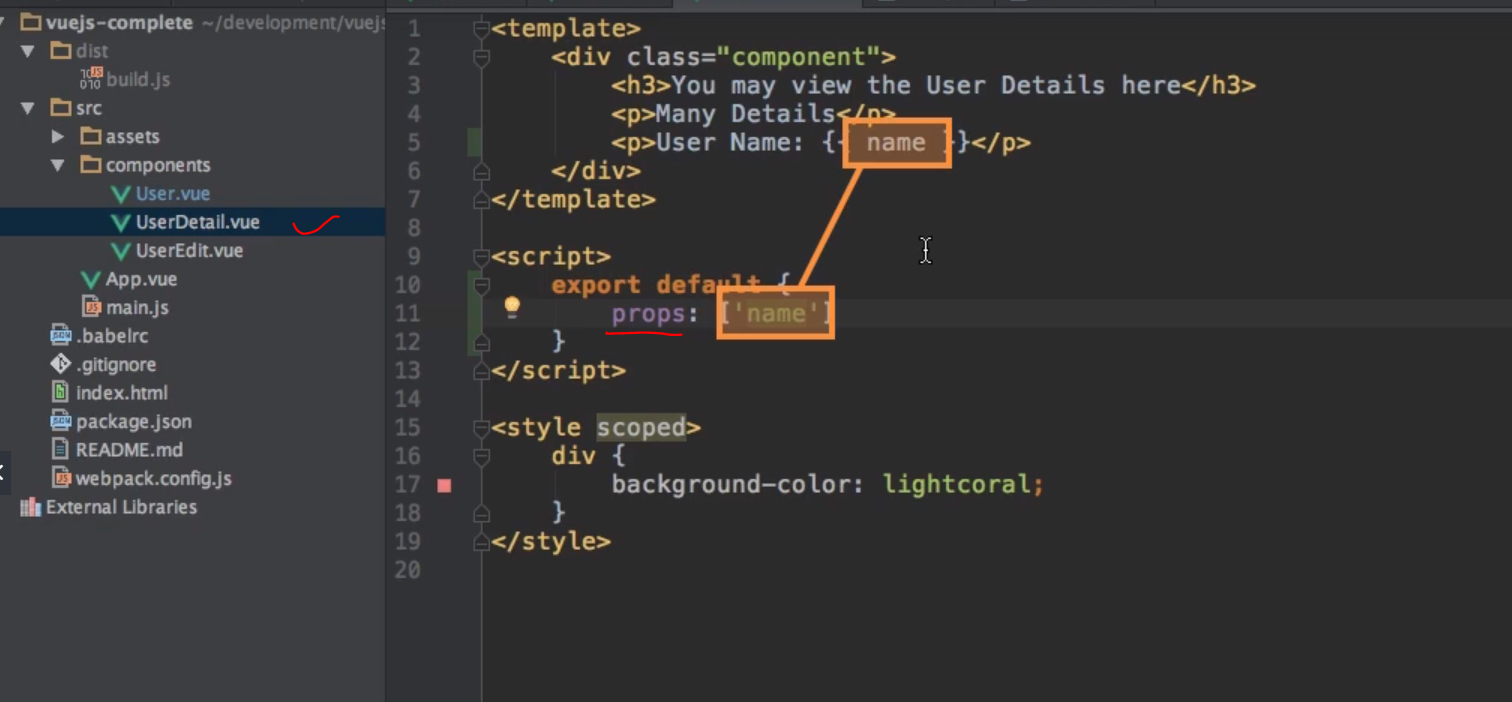 vuejs-complete ~/development/vuejs
dist
build.js
src
assets
components
User.vue
UserDetail.vue
UserEdit.vue
App.vue
main.js
.babelrc
.gitignore
index.html
package.json
README.md
webpack.config.js
External Libraries
1 <template>
2 <div class="component">
3 <h3>You may view the User Details here</h3>
4 <p>Many Details</p>
5 <p>User Name: {{ name }}</p>
6 </div>
7 </template>
8
9 <script>
10 export default {
11 props: ['name']
12 }
13 </script>
14
15 <style scoped>
16 div {
17 background-color: lightcoral;
18 }
19 </style>
20